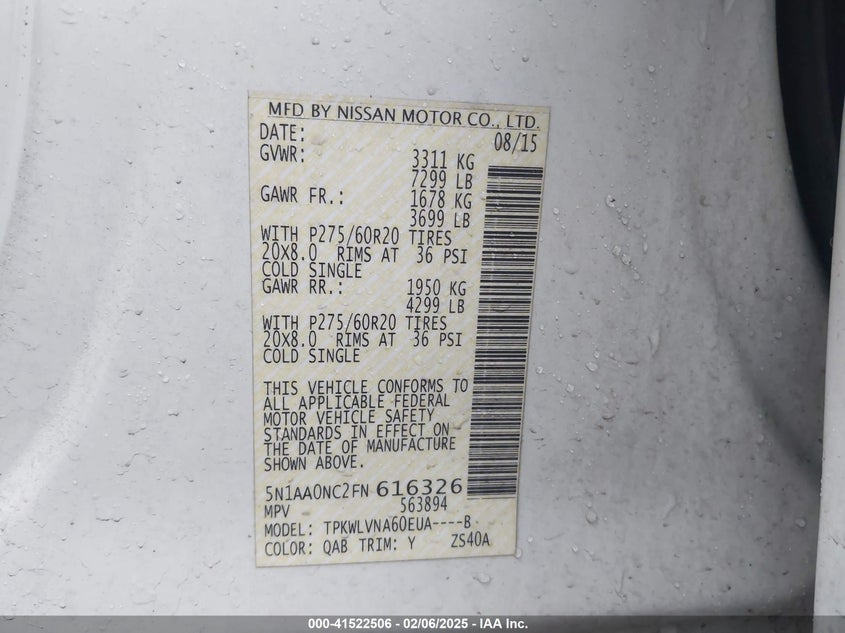 MFD BY NISSAN MOTOR CO., LTD.
DATE: 08/15
GVWR: 3311 KG
7299 LB
GAWR FR.: 1678 KG
3699 LB
WITH P275/60R20 TIRES
20X8.0 RIMS AT 36 PSI
COLD SINGLE
GAWR RR.: 1950 KG
4299 LB
WITH P275/60R20 TIRES
20X8.0 RIMS AT 36 PSI
COLD SINGLE
THIS VEHICLE CONFORMS TO
ALL APPLICABLE FEDERAL
MOTOR VEHICLE SAFETY
STANDARDS IN EFFECT ON
THE DATE OF MANUFACTURE
SHOWN ABOVE.
5N1AA0NC2FN 616326
MPV 563894
MODEL: TPKWLVNA60EUA----B
COLOR: QAB TRIM: Y ZS40A
000-41522506 - 02/06/2025 - IAA Inc.